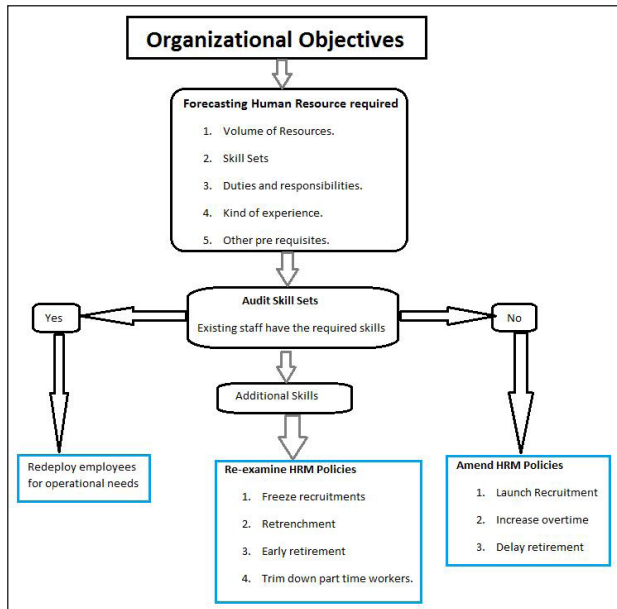 Organizational Objectives
Forecasting Human Resource required
1. Volume of Resources.
2. Skill Sets
3. Duties and responsibilities.
4. Kind of experience.
5. Other pre requisites.
Audit Skill Sets
Existing staff have the required skills
Yes
No
Additional Skills
Redeploy employees
for operational needs
Re-examine HRM Policies
1. Freeze recruitments
2. Retrenchment
3. Early retirement
4. Trim down part time workers.
Amend HRM Policies
1. Launch Recruitment
2. Increase overtime
3. Delay retirement